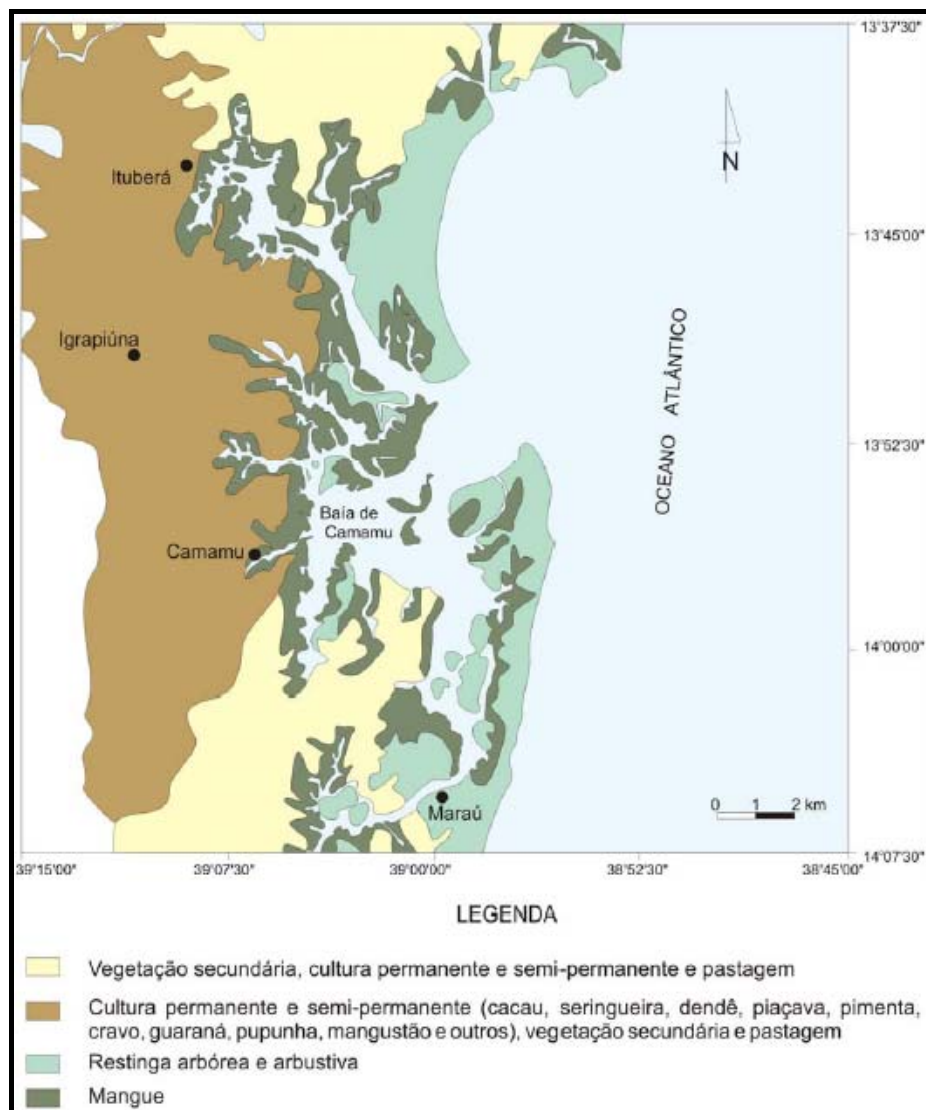 13°37'30"
N
Ituberá
13°45'00"
Igrapiúna
OCEANO ATLÂNTICO
13°52'30"
Baía de
Camamu
Camamu
14°00'00"
Maraú
0 1 2 km
14°07'30"
39°15'00" 39°07'30" 39°00'00" 38°52'30" 38°45'00"
LEGENDA
Vegetação secundária, cultura permanente e semi-permanente e pastagem
Cultura permanente e semi-permanente (cacau, seringueira, dendê, piaçava, pimenta,
cravo, guaraná, pupunha, mangustão e outros), vegetação secundária e pastagem
Restinga arbórea e arbustiva
Mangue